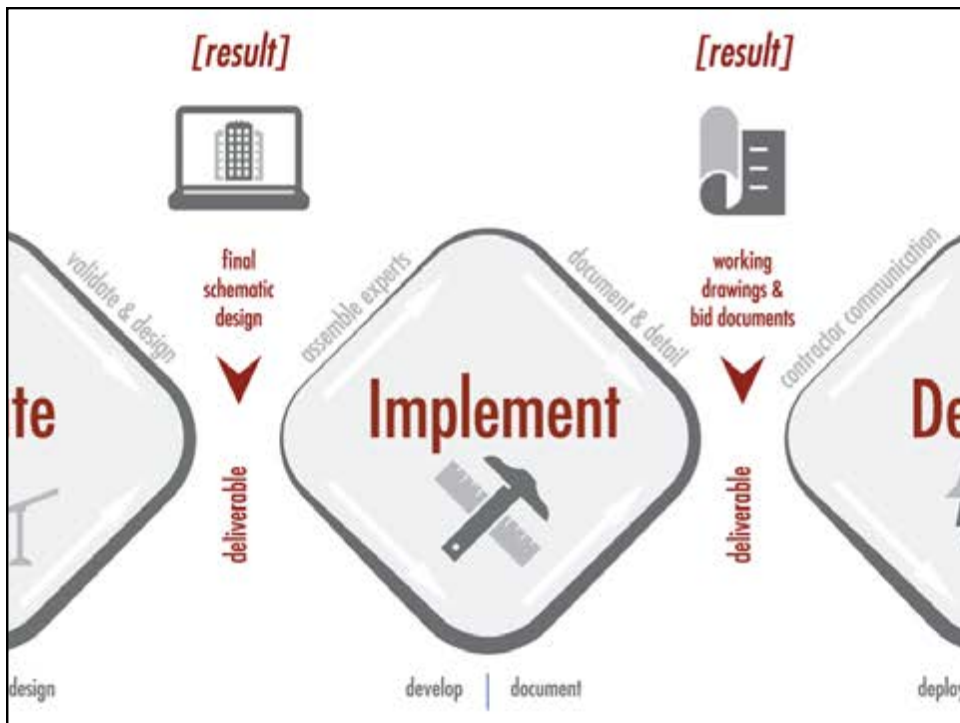 [result]
[result]
final
schematic
design
working
drawings &
bid documents
validate & design
assemble experts
document & detail
contractor communication
te
Implement
De
deliverable
deliverable
design
develop | document
deploy